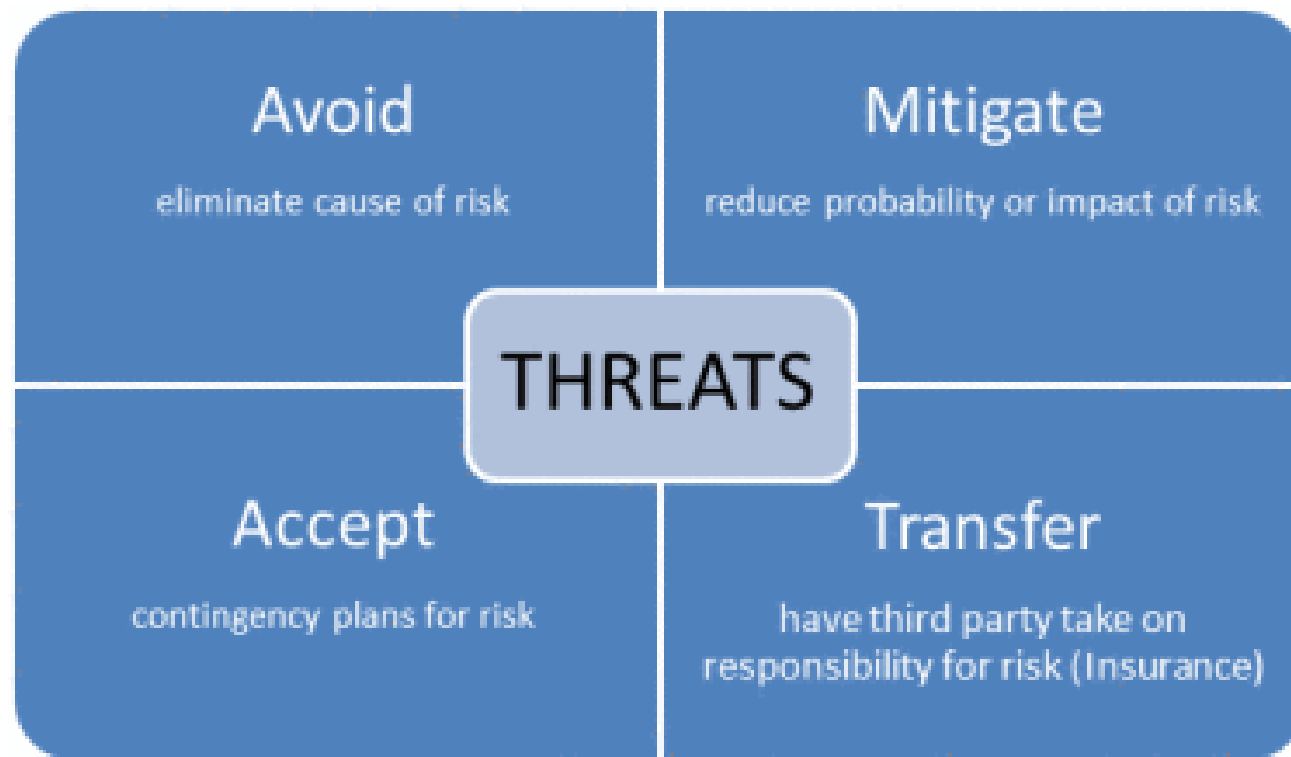 Avoid
eliminate cause of risk
Mitigate
reduce probability or impact of risk
THREATS
Accept
contingency plans for risk
Transfer
have third party take on
responsibility for risk (Insurance)